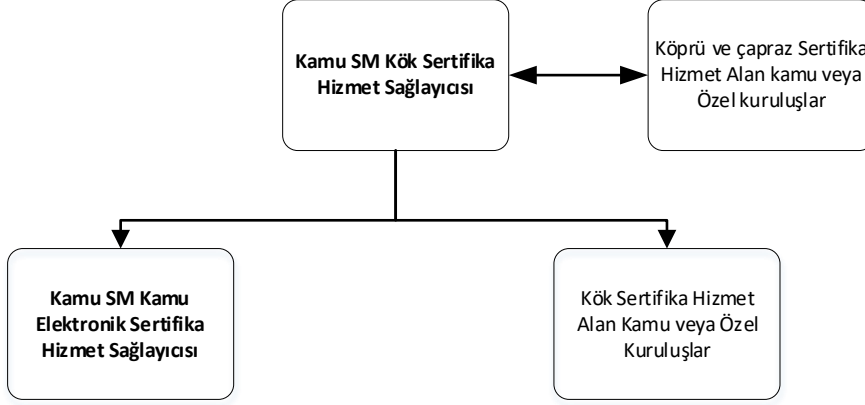 Kamu SM Kök Sertifika
Hizmet Sağlayıcısı
Köprü ve çapraz Sertifika
Hizmet Alan kamu veya
Özel kuruluşlar
Kamu SM Kamu
Elektronik Sertifika
Hizmet Sağlayıcısı
Kök Sertifika Hizmet
Alan Kamu veya Özel
Kuruluşlar